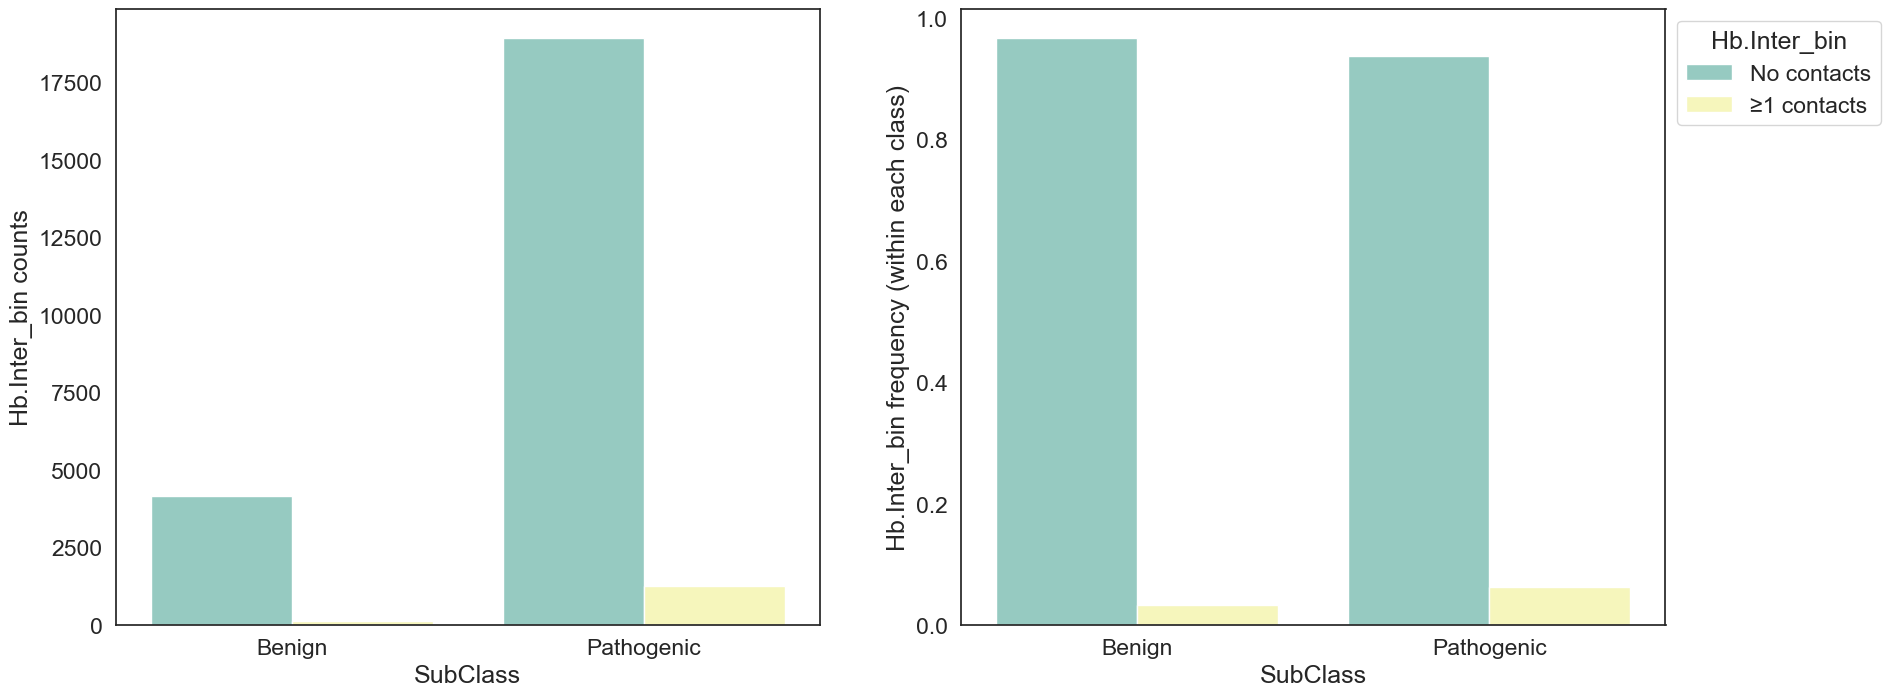 Hb.Inter_bin counts
17500
15000
12500
10000
7500
5000
2500
0
Benign
Pathogenic
SubClass
Hb.Inter_bin frequency (within each class)
1.0
0.8
0.6
0.4
0.2
0.0
Benign
Pathogenic
SubClass
Hb.Inter_bin
No contacts
≥1 contacts